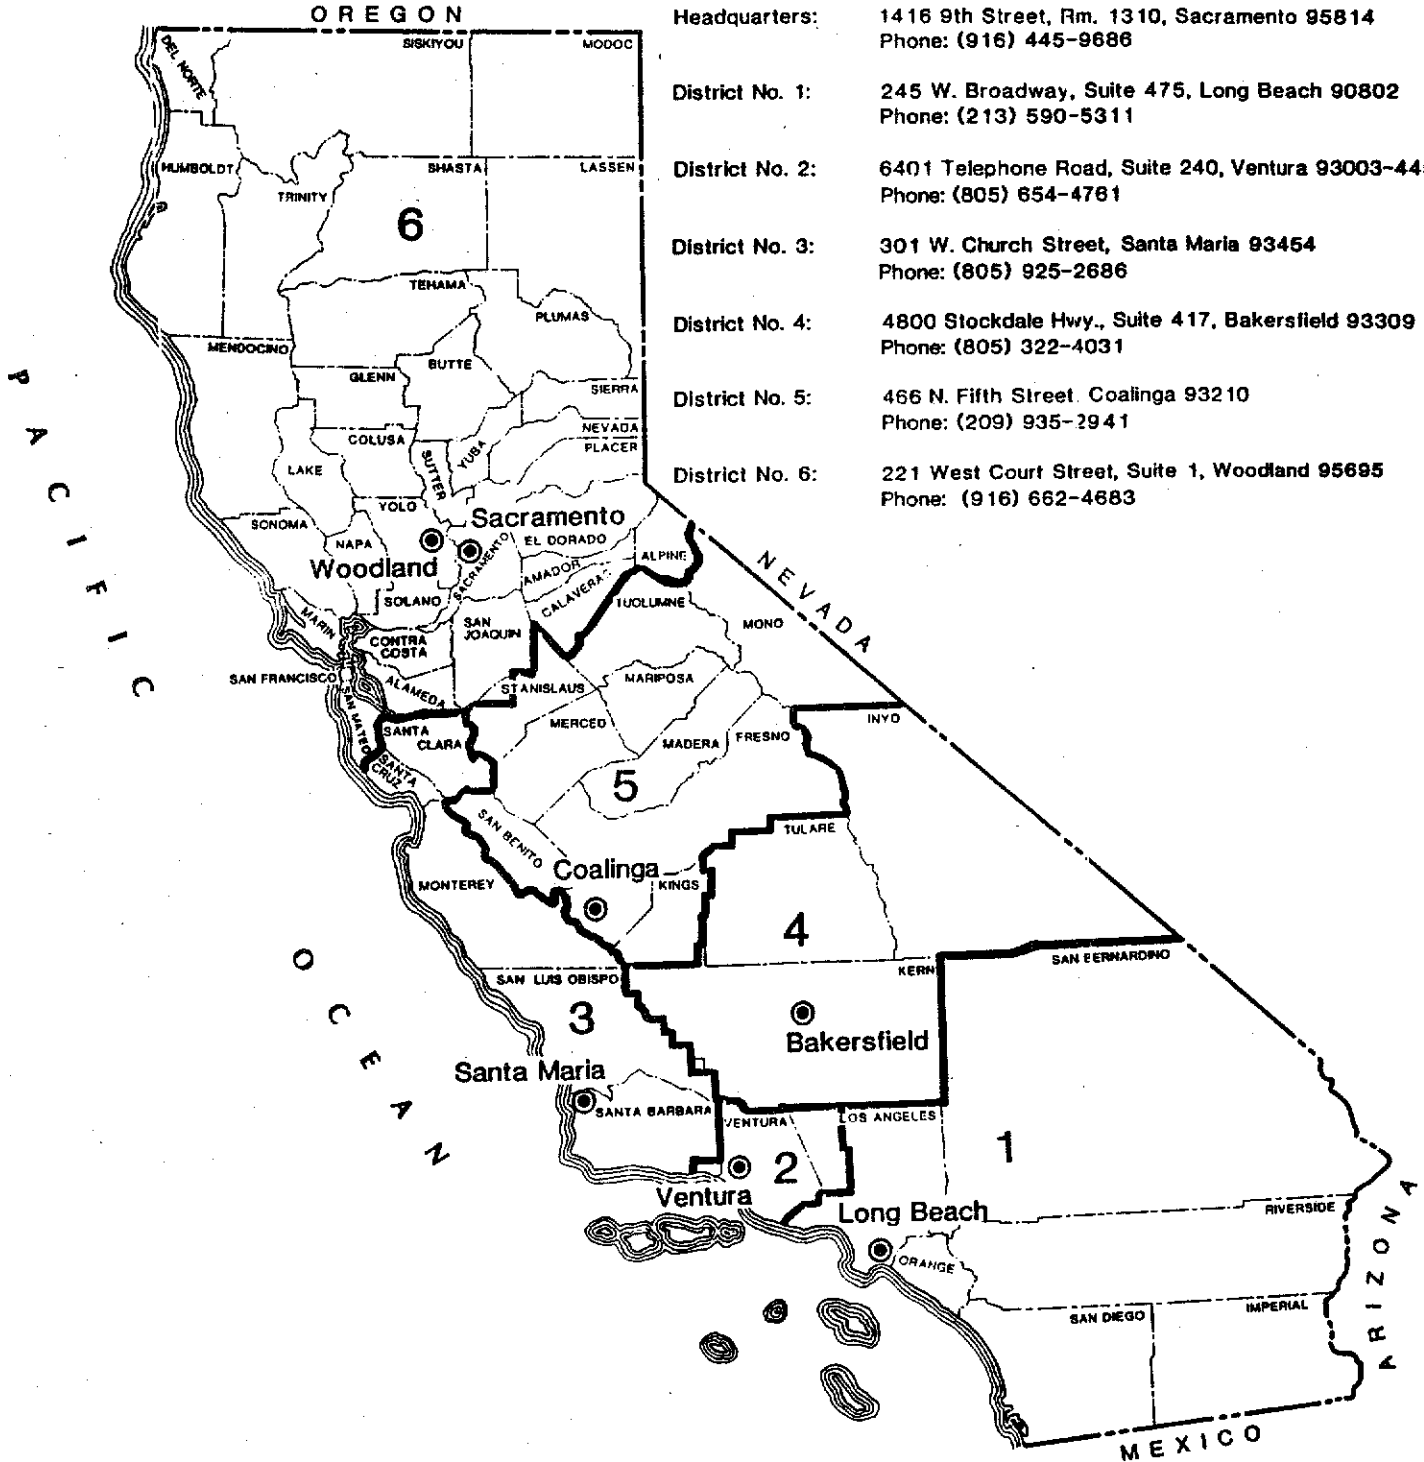 OREGON
Headquarters: 1416 9th Street, Rm. 1310, Sacramento 95814
Phone: (916) 445-9686
District No. 1: 245 W. Broadway, Suite 475, Long Beach 90802
Phone: (213) 590-5311
District No. 2: 6401 Telephone Road, Suite 240, Ventura 93003-44
Phone: (805) 654-4761
District No. 3: 301 W. Church Street, Santa Maria 93454
Phone: (805) 925-2686
District No. 4: 4800 Stockdale Hwy., Suite 417, Bakersfield 93309
Phone: (805) 322-4031
District No. 5: 466 N. Fifth Street Coalinga 93210
Phone: (209) 935-2941
District No. 6: 221 West Court Street, Suite 1, Woodland 95695
Phone: (916) 662-4683
DEL NORTE
SISKIYOU
MODOC
HUMBOLDT
TRINITY
SHASTA
LASSEN
6
TEHAMA
PLUMAS
MENDOCINO
GLENN
BUTTE
SIERRA
COLUSA
NEVADA
PLACER
LAKE
SUTTER
YUBA
YOLO
SONOMA
NAPA
Sacramento
EL DORADO
Woodland
SACRAMENTO
AMADOR
ALPINE
CALAVERAS
SOLANO
MARIN
SAN JOAQUIN
TUOLUMNE
MONO
NEVADA
CONTRA COSTA
SAN FRANCISCO
ALAMEDA
STANISLAUS
MARIPOSA
SAN MATEO
SANTA CLARA
MERCED
MADERA
FRESNO
INYO
SANTA CRUZ
5
SAN BENITO
TULARE
Coalinga
MONTEREY
KINGS
4
SAN LUIS OBISPO
KERN
SAN BERNARDINO
3
Bakersfield
Santa Maria
SANTA BARBARA
VENTURA
LOS ANGELES
1
2
Ventura
Long Beach
RIVERSIDE
ORANGE
SAN DIEGO
IMPERIAL
PACIFIC
OCEAN
ARIZONA
MEXICO